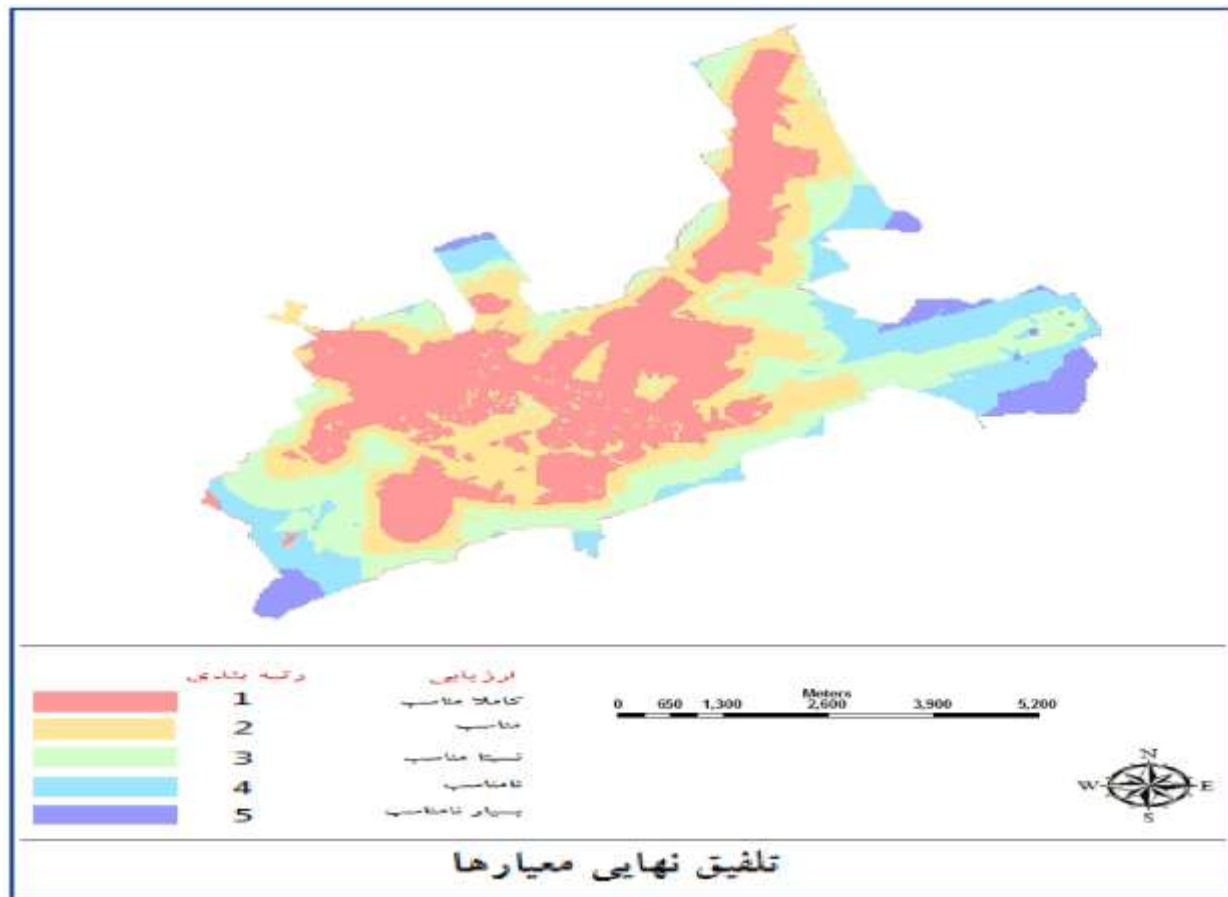 ارزیابی رتبه بندی
کاملا مناسب 1
مناسب 2
نسبتا مناسب 3
نامناسب 4
بسیار نامناسب 5
Meters
0 650 1,300 2,600 3,900 5,200
N
W E
S
تلفیق نهایی معیارها